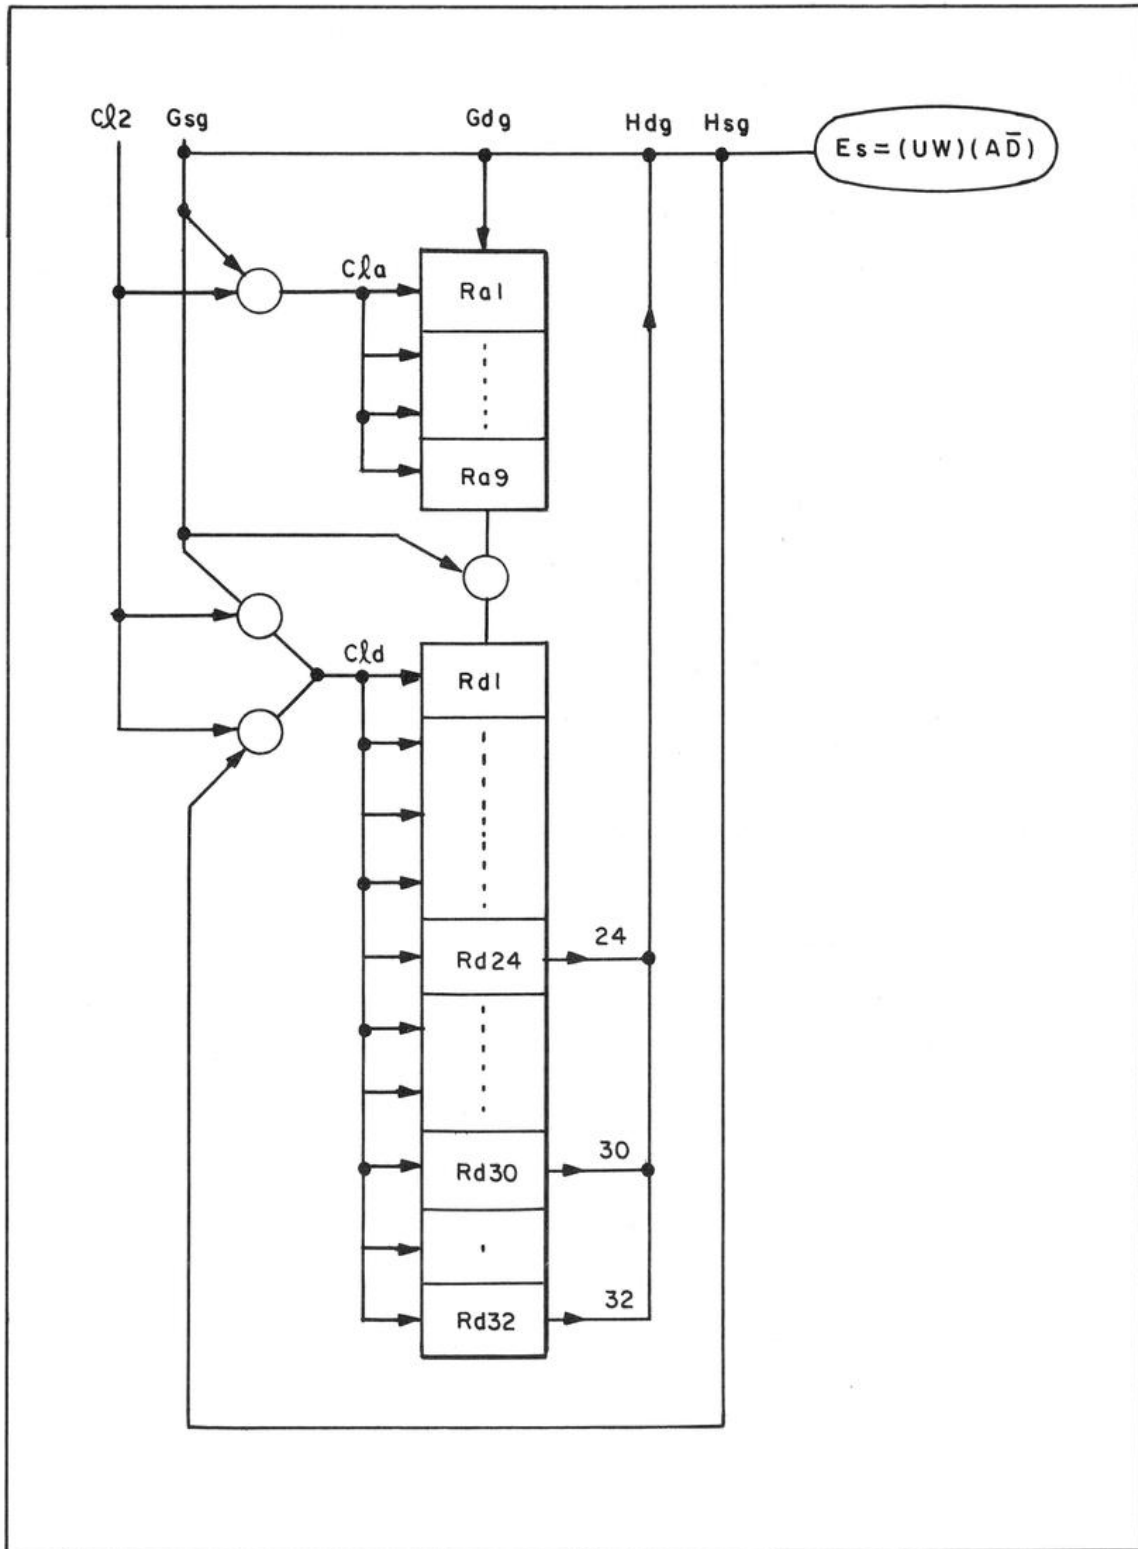 Cℓ2 Gsg Gdg Hdg Hsg
Es = (UW)(AD̅)
Cℓa
Ra1
Ra9
Cℓd
Rd1
Rd24
24
Rd30
30
Rd32
32